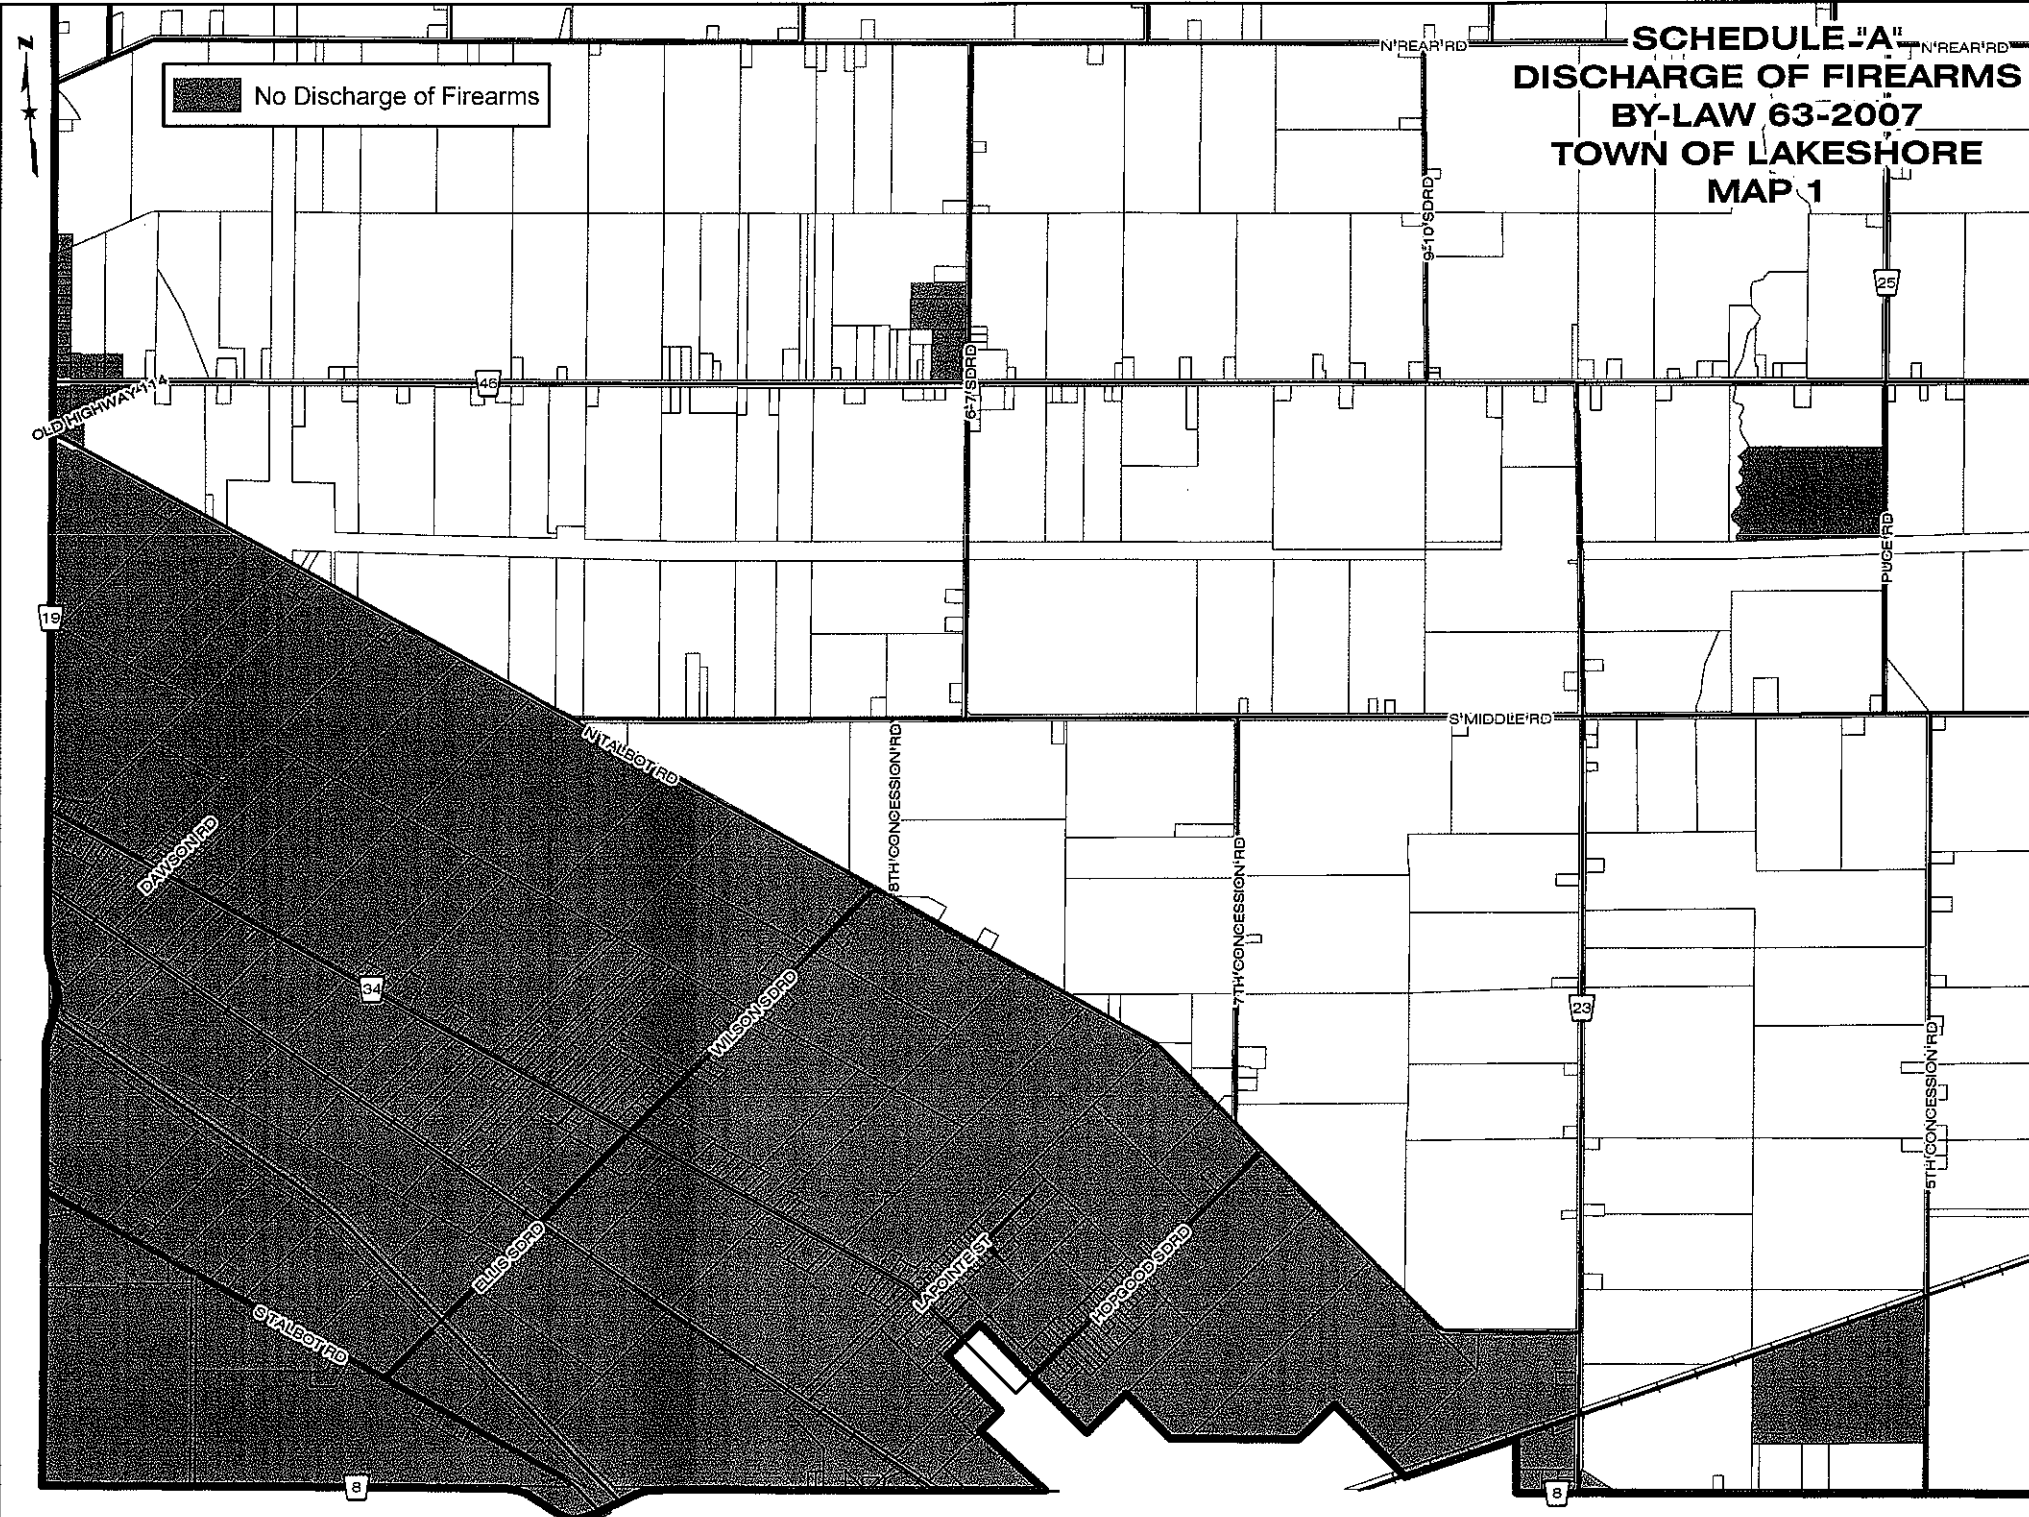 SCHEDULE "A"
DISCHARGE OF FIREARMS
BY-LAW 63-2007
TOWN OF LAKESHORE
MAP 1
N
No Discharge of Firearms
N REAR RD
N REAR RD
9-10 SDRD
25
OLD HIGHWAY 114
46
6-7 SDRD
PUCE RD
19
S MIDDLE RD
N TALBOT RD
8TH CONCESSION RD
7TH CONCESSION RD
DAWSON RD
34
WILSON SDRD
23
5TH CONCESSION RD
ELLIS SDRD
LAPOINTE ST
HOPGOOD SDRD
S TALBOT RD
8
8